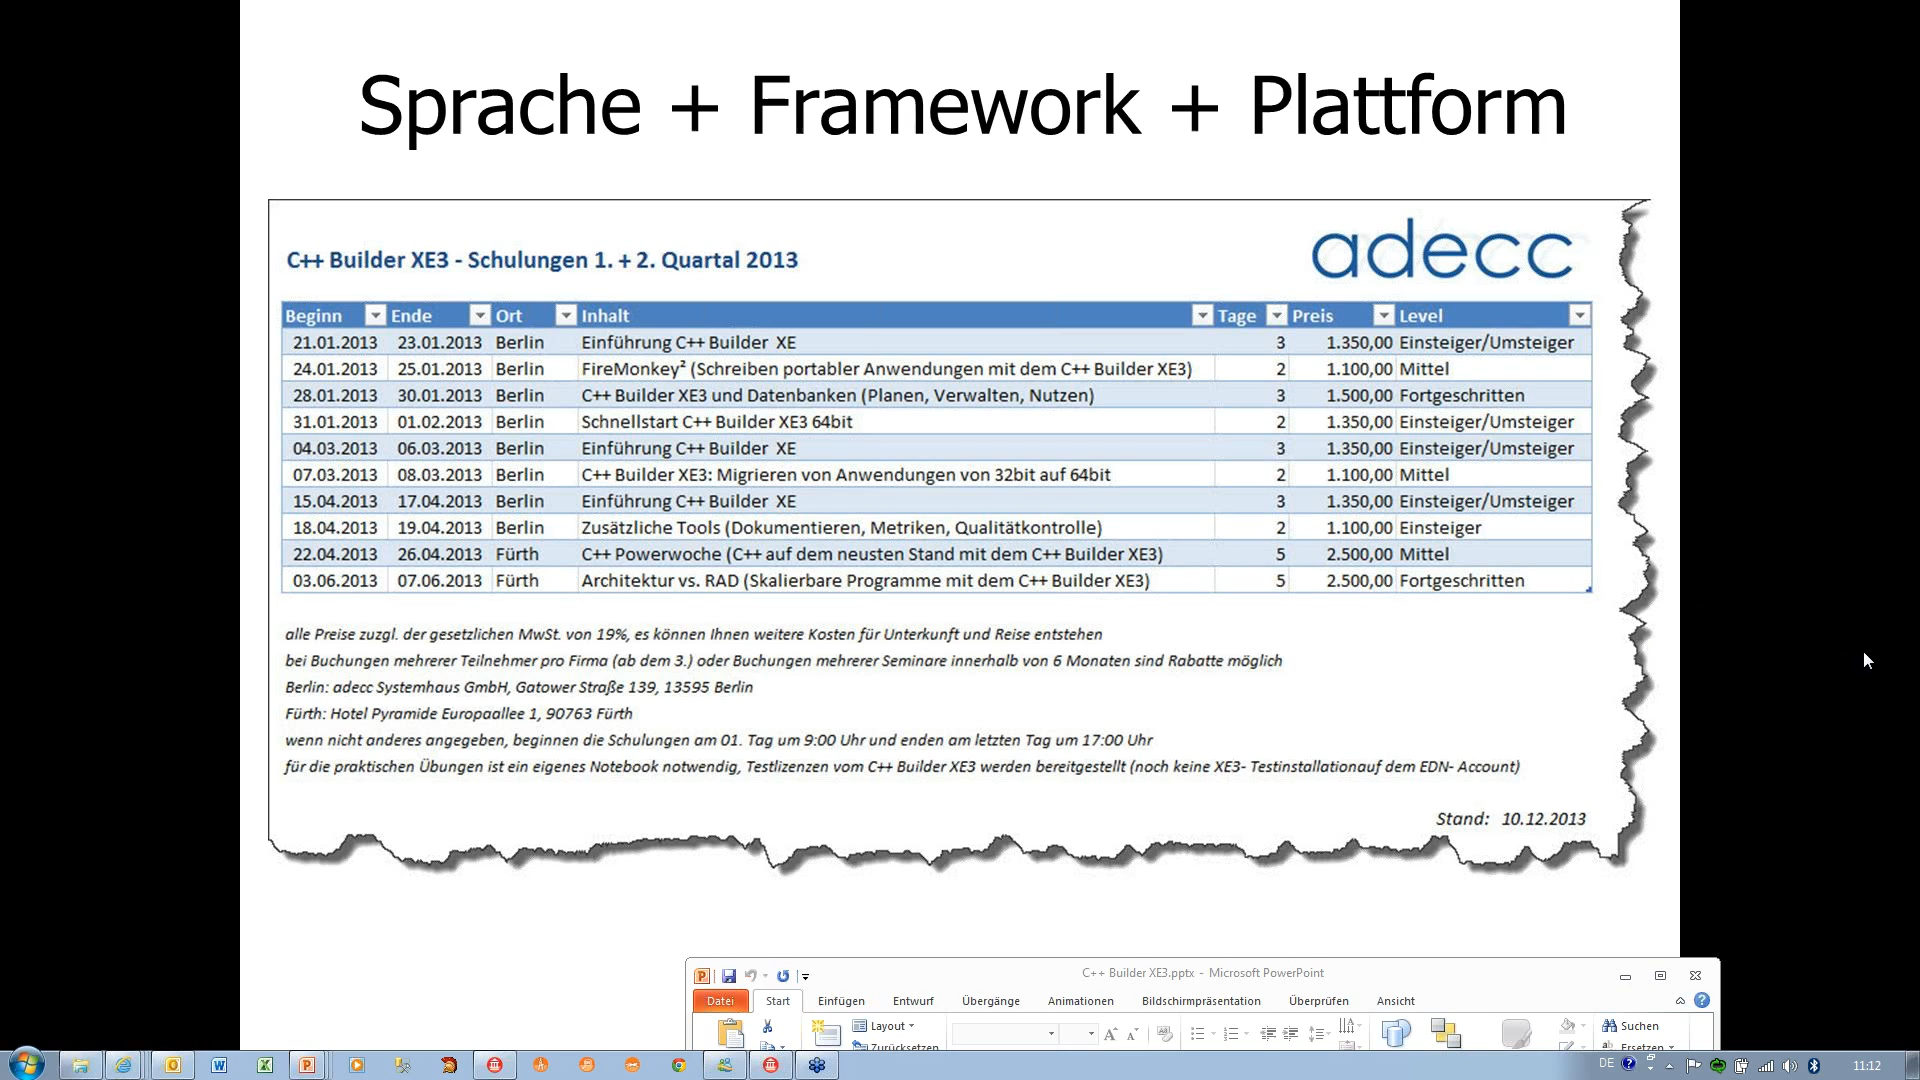 Sprache + Framework + Plattform
adecc
C++ Builder XE3 - Schulungen 1. + 2. Quartal 2013
Beginn Ende Ort Inhalt Tage Preis Level
21.01.2013 23.01.2013 Berlin Einführung C++ Builder XE 3 1.350,00 Einsteiger/Umsteiger
24.01.2013 25.01.2013 Berlin FireMonkey² (Schreiben portabler Anwendungen mit dem C++ Builder XE3) 2 1.100,00 Mittel
28.01.2013 30.01.2013 Berlin C++ Builder XE3 und Datenbanken (Planen, Verwalten, Nutzen) 3 1.500,00 Fortgeschritten
31.01.2013 01.02.2013 Berlin Schnellstart C++ Builder XE3 64bit 2 1.350,00 Einsteiger/Umsteiger
04.03.2013 06.03.2013 Berlin Einführung C++ Builder XE 3 1.350,00 Einsteiger/Umsteiger
07.03.2013 08.03.2013 Berlin C++ Builder XE3: Migrieren von Anwendungen von 32bit auf 64bit 2 1.100,00 Mittel
15.04.2013 17.04.2013 Berlin Einführung C++ Builder XE 3 1.350,00 Einsteiger/Umsteiger
18.04.2013 19.04.2013 Berlin Zusätzliche Tools (Dokumentieren, Metriken, Qualitätkontrolle) 2 1.100,00 Einsteiger
22.04.2013 26.04.2013 Fürth C++ Powerwoche (C++ auf dem neusten Stand mit dem C++ Builder XE3) 5 2.500,00 Mittel
03.06.2013 07.06.2013 Fürth Architektur vs. RAD (Skalierbare Programme mit dem C++ Builder XE3) 5 2.500,00 Fortgeschritten
alle Preise zuzgl. der gesetzlichen MwSt. von 19%, es können Ihnen weitere Kosten für Unterkunft und Reise entstehen
bei Buchungen mehrerer Teilnehmer pro Firma (ab dem 3.) oder Buchungen mehrerer Seminare innerhalb von 6 Monaten sind Rabatte möglich
Berlin: adecc Systemhaus GmbH, Gatower Straße 139, 13595 Berlin
Fürth: Hotel Pyramide Europaallee 1, 90763 Fürth
wenn nicht anderes angegeben, beginnen die Schulungen am 01. Tag um 9:00 Uhr und enden am letzten Tag um 17:00 Uhr
für die praktischen Übungen ist ein eigenes Notebook notwendig, Testlizenzen vom C++ Builder XE3 werden bereitgestellt (noch keine XE3- Testinstallationauf dem EDN- Account)
Stand: 10.12.2013
C++ Builder XE3.pptx - Microsoft PowerPoint
Datei Start Einfügen Entwurf Übergänge Animationen Bildschirmpräsentation Überprüfen Ansicht
Layout Suchen
Zurücksetzen Ersetzen
DE 11:12